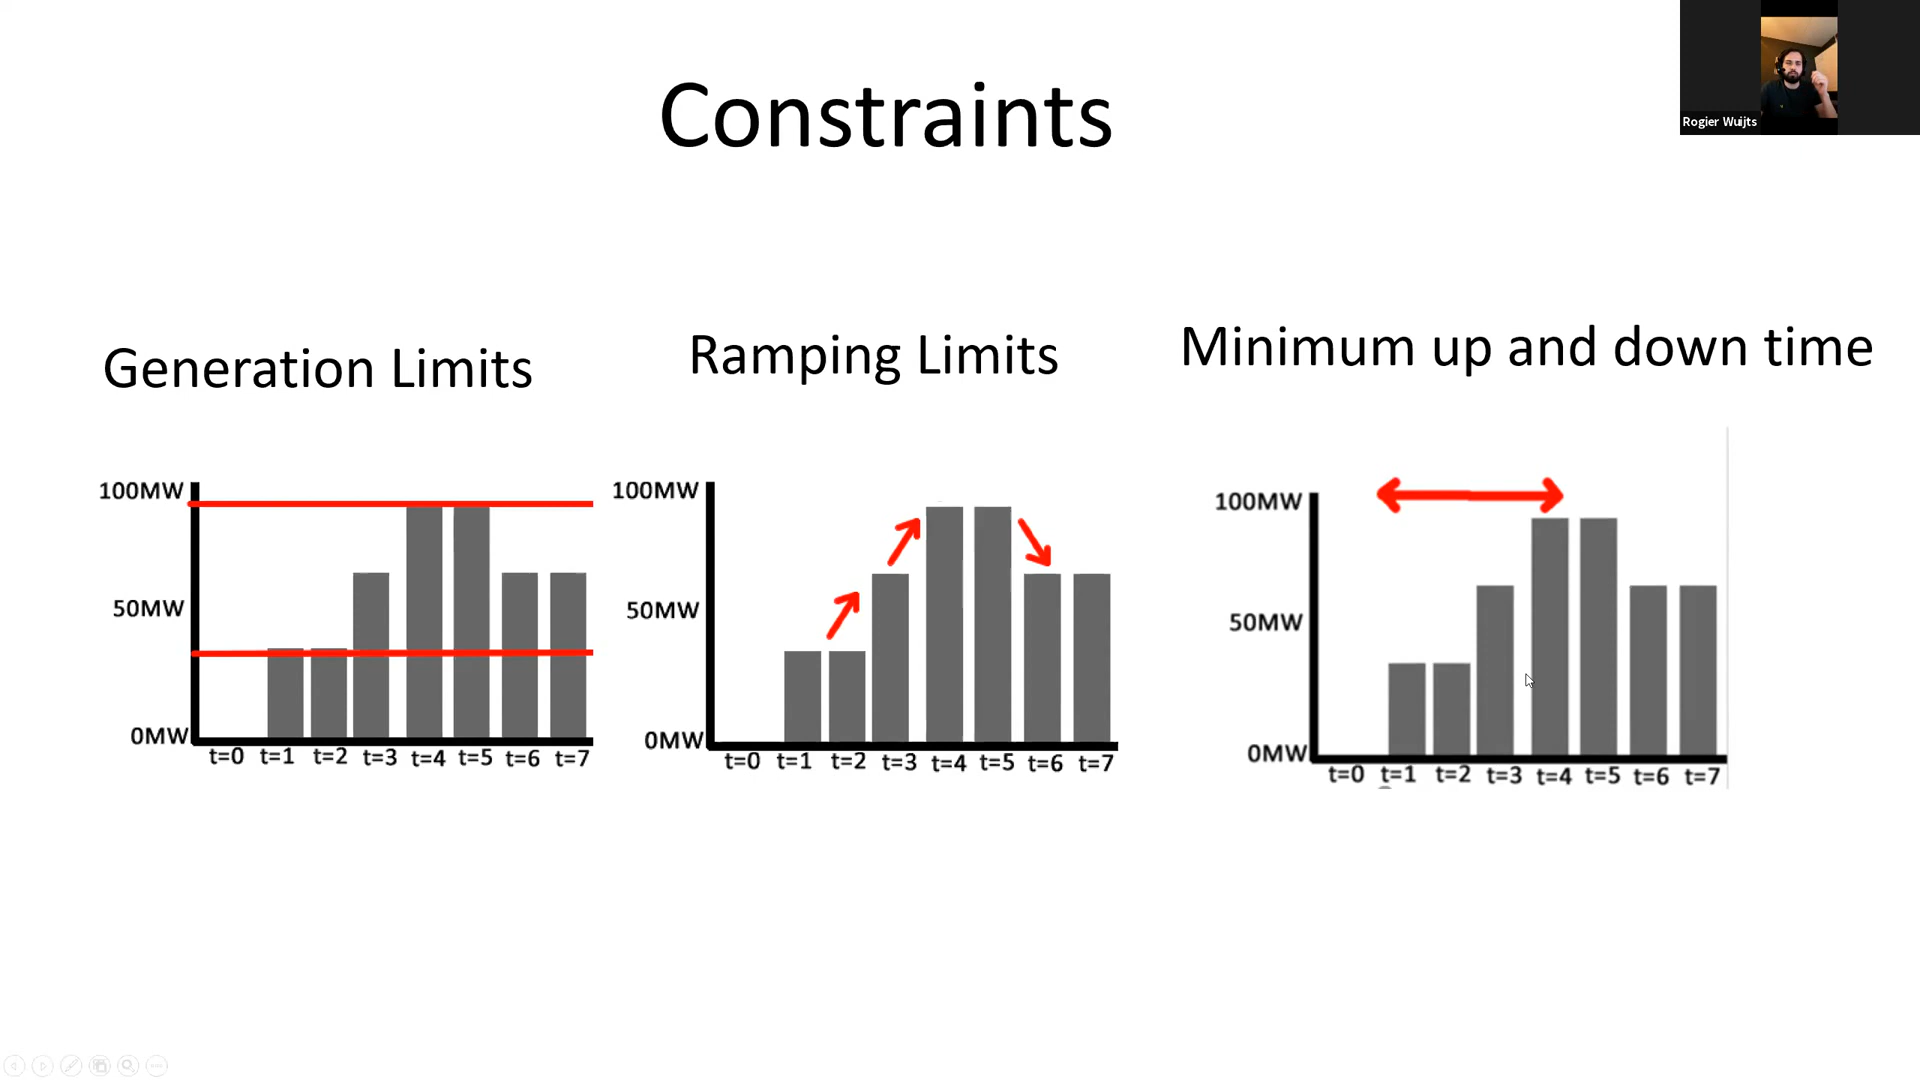 Constraints
Rogier Wuijts
Generation Limits
Ramping Limits
Minimum up and down time
100MW
50MW
0MW
t=0 t=1 t=2 t=3 t=4 t=5 t=6 t=7
100MW
50MW
0MW
t=0 t=1 t=2 t=3 t=4 t=5 t=6 t=7
100MW
50MW
0MW
t=0 t=1 t=2 t=3 t=4 t=5 t=6 t=7